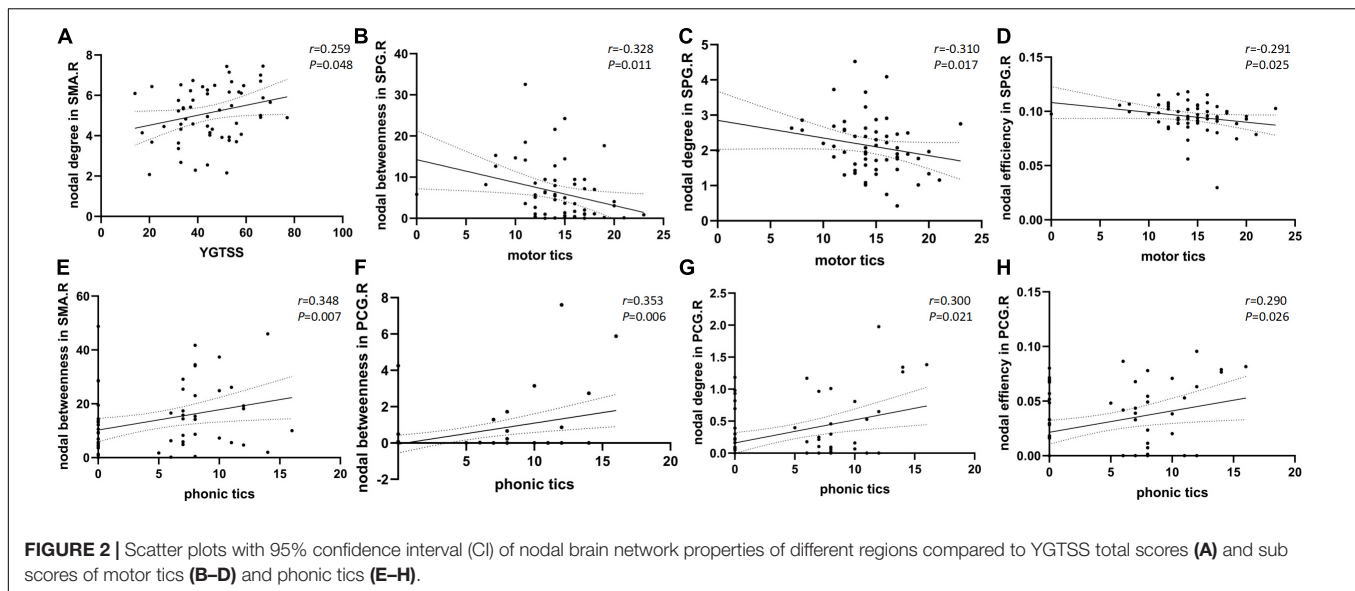 A
r=0.259
P=0.048
nodal degree in SMA.R
8
6
4
2
0
0 20 40 60 80 100
YGTSS
B
r=-0.328
P=0.011
nodal betweenness in SPG.R
40
30
20
10
0
0 5 10 15 20 25
motor tics
C
r=-0.310
P=0.017
nodal degree in SPG.R
5
4
3
2
1
0
0 5 10 15 20 25
motor tics
D
r=-0.291
P=0.025
nodal efficiency in SPG.R
0.15
0.10
0.05
0.00
0 5 10 15 20 25
motor tics
E
r=0.348
P=0.007
nodal betweenness in SMA.R
60
40
20
0
0 5 10 15 20
phonic tics
F
r=0.353
P=0.006
nodal betweenness in PCG.R
8
6
4
2
0
-2
5 10 15 20
phonic tics
G
r=0.300
P=0.021
nodal degree in PCG.R
2.5
2.0
1.5
1.0
0.5
0.0
0 5 10 15 20
phonic tics
H
r=0.290
P=0.026
nodal effiency in PCG.R
0.15
0.10
0.05
0.00
0 5 10 15 20
phonic tics
FIGURE 2 | Scatter plots with 95% confidence interval (CI) of nodal brain network properties of different regions compared to YGTSS total scores (A) and sub
scores of motor tics (B–D) and phonic tics (E–H).